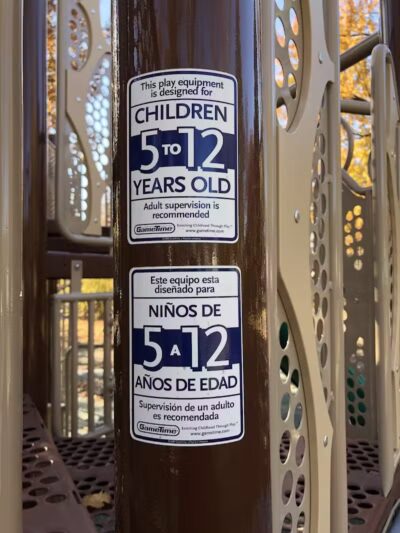 This play equipment
is designed for
CHILDREN
5 TO 12
YEARS OLD
Adult supervision is
recommended
GameTime Enriching Childhood Through Play.™
www.gametime.com
Este equipo esta
diseñado para
NIÑOS DE
5 A 12
AÑOS DE EDAD
Supervisión de un adulto
es recomendada
GameTime Enriching Childhood Through Play.™
www.gametime.com